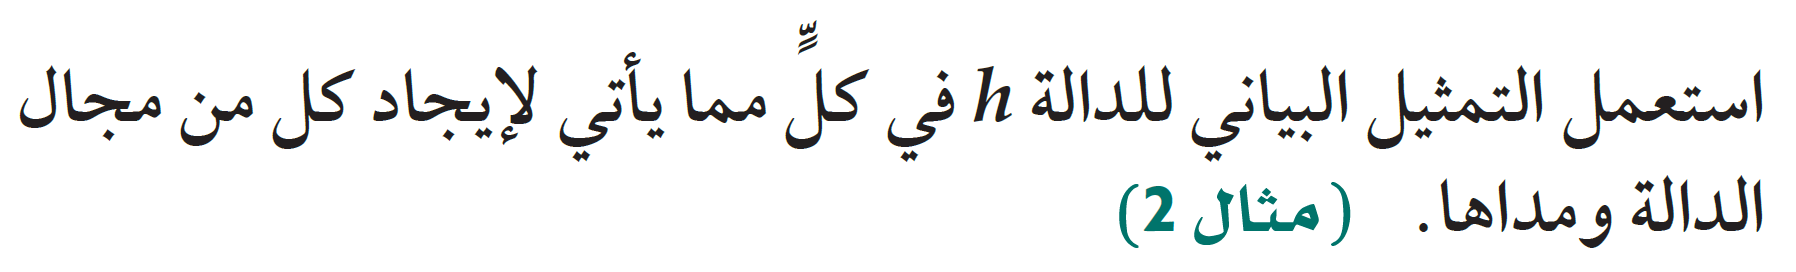 استعمل التمثيل البياني للدالة h في كلٍّ مما يأتي لإيجاد كل من مجال
الدالة ومداها. (مثال 2)